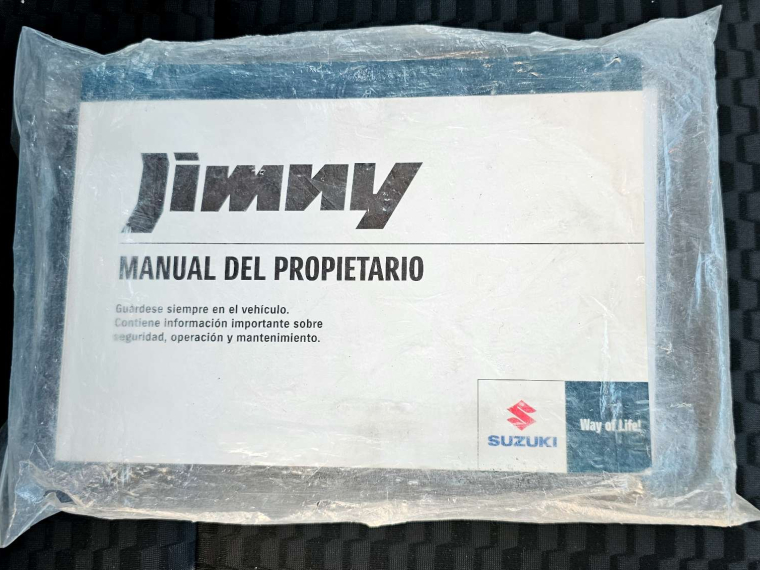 Jimny
MANUAL DEL PROPIETARIO
Guárdese siempre en el vehículo.
Contiene información importante sobre
seguridad, operación y mantenimiento.
SUZUKI
Way of Life!